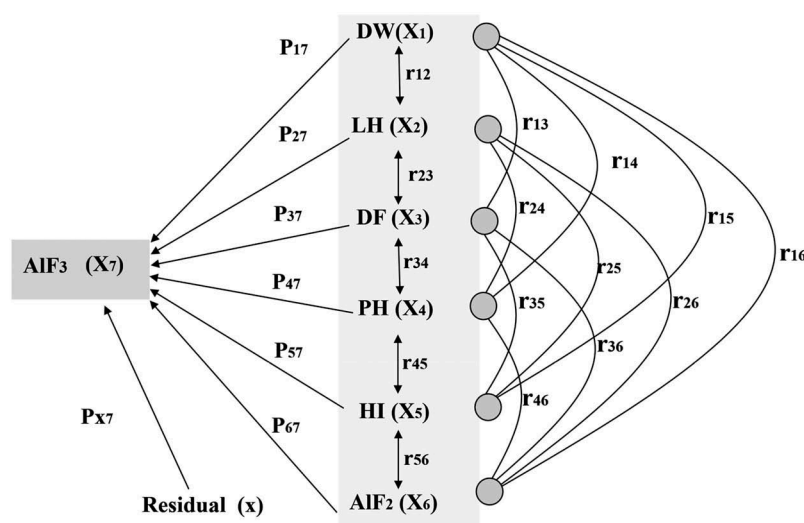 DW(X1)
P17
r12
r13
P27
LH (X2)
r14
r23
r24
r15
P37
DF (X3)
r16
AlF3 (X7)
r34
r25
P47
r35
r26
PH (X4)
r36
P57
r45
r46
HI (X5)
Px7
P67
r56
Residual (x)
AlF2 (X6)